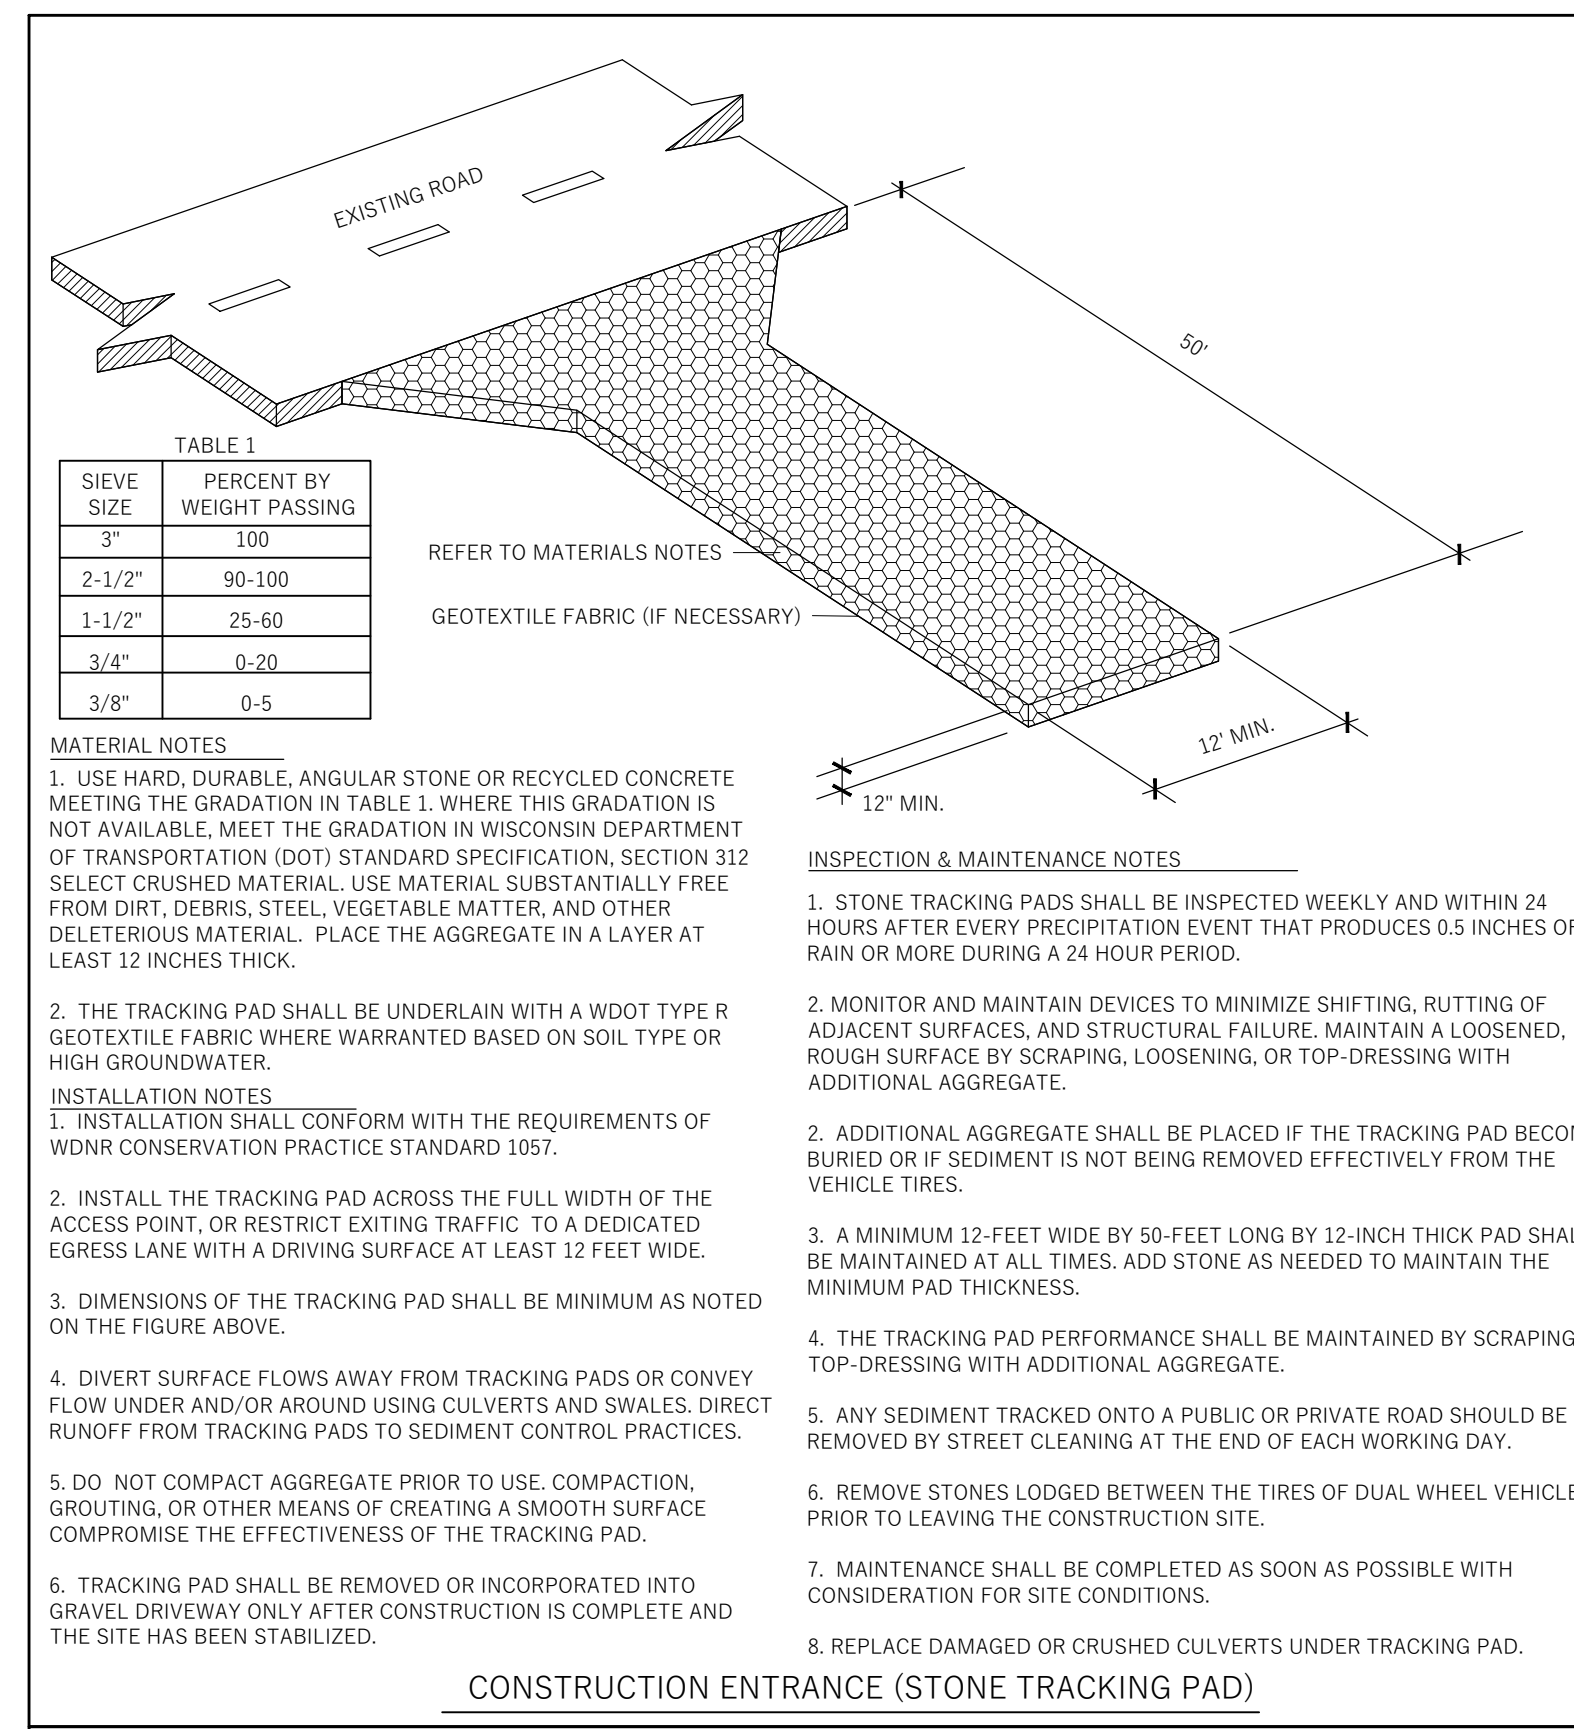 EXISTING ROAD
50'
TABLE 1
SIEVE SIZE PERCENT BY WEIGHT PASSING
3" 100
2-1/2" 90-100
1-1/2" 25-60
3/4" 0-20
3/8" 0-5
REFER TO MATERIALS NOTES
GEOTEXTILE FABRIC (IF NECESSARY)
12' MIN.
12" MIN.
MATERIAL NOTES
1. USE HARD, DURABLE, ANGULAR STONE OR RECYCLED CONCRETE
MEETING THE GRADATION IN TABLE 1. WHERE THIS GRADATION IS
NOT AVAILABLE, MEET THE GRADATION IN WISCONSIN DEPARTMENT
OF TRANSPORTATION (DOT) STANDARD SPECIFICATION, SECTION 312
SELECT CRUSHED MATERIAL. USE MATERIAL SUBSTANTIALLY FREE
FROM DIRT, DEBRIS, STEEL, VEGETABLE MATTER, AND OTHER
DELETERIOUS MATERIAL. PLACE THE AGGREGATE IN A LAYER AT
LEAST 12 INCHES THICK.
2. THE TRACKING PAD SHALL BE UNDERLAIN WITH A WDOT TYPE R
GEOTEXTILE FABRIC WHERE WARRANTED BASED ON SOIL TYPE OR
HIGH GROUNDWATER.
INSTALLATION NOTES
1. INSTALLATION SHALL CONFORM WITH THE REQUIREMENTS OF
WDNR CONSERVATION PRACTICE STANDARD 1057.
2. INSTALL THE TRACKING PAD ACROSS THE FULL WIDTH OF THE
ACCESS POINT, OR RESTRICT EXITING TRAFFIC TO A DEDICATED
EGRESS LANE WITH A DRIVING SURFACE AT LEAST 12 FEET WIDE.
3. DIMENSIONS OF THE TRACKING PAD SHALL BE MINIMUM AS NOTED
ON THE FIGURE ABOVE.
4. DIVERT SURFACE FLOWS AWAY FROM TRACKING PADS OR CONVEY
FLOW UNDER AND/OR AROUND USING CULVERTS AND SWALES. DIRECT
RUNOFF FROM TRACKING PADS TO SEDIMENT CONTROL PRACTICES.
5. DO NOT COMPACT AGGREGATE PRIOR TO USE. COMPACTION,
GROUTING, OR OTHER MEANS OF CREATING A SMOOTH SURFACE
COMPROMISE THE EFFECTIVENESS OF THE TRACKING PAD.
6. TRACKING PAD SHALL BE REMOVED OR INCORPORATED INTO
GRAVEL DRIVEWAY ONLY AFTER CONSTRUCTION IS COMPLETE AND
THE SITE HAS BEEN STABILIZED.
INSPECTION & MAINTENANCE NOTES
1. STONE TRACKING PADS SHALL BE INSPECTED WEEKLY AND WITHIN 24
HOURS AFTER EVERY PRECIPITATION EVENT THAT PRODUCES 0.5 INCHES OF
RAIN OR MORE DURING A 24 HOUR PERIOD.
2. MONITOR AND MAINTAIN DEVICES TO MINIMIZE SHIFTING, RUTTING OF
ADJACENT SURFACES, AND STRUCTURAL FAILURE. MAINTAIN A LOOSENED,
ROUGH SURFACE BY SCRAPING, LOOSENING, OR TOP-DRESSING WITH
ADDITIONAL AGGREGATE.
2. ADDITIONAL AGGREGATE SHALL BE PLACED IF THE TRACKING PAD
BURIED OR IF SEDIMENT IS NOT BEING REMOVED EFFECTIVELY FROM THE
VEHICLE TIRES.
3. A MINIMUM 12-FEET WIDE BY 50-FEET LONG BY 12-INCH THICK PAD
BE MAINTAINED AT ALL TIMES. ADD STONE AS NEEDED TO MAINTAIN THE
MINIMUM PAD THICKNESS.
4. THE TRACKING PAD PERFORMANCE SHALL BE MAINTAINED BY SCRAPING
TOP-DRESSING WITH ADDITIONAL AGGREGATE.
5. ANY SEDIMENT TRACKED ONTO A PUBLIC OR PRIVATE ROAD SHOULD BE
REMOVED BY STREET CLEANING AT THE END OF EACH WORKING DAY.
6. REMOVE STONES LODGED BETWEEN THE TIRES OF DUAL WHEEL
PRIOR TO LEAVING THE CONSTRUCTION SITE.
7. MAINTENANCE SHALL BE COMPLETED AS SOON AS POSSIBLE WITH
CONSIDERATION FOR SITE CONDITIONS.
8. REPLACE DAMAGED OR CRUSHED CULVERTS UNDER TRACKING PAD.
CONSTRUCTION ENTRANCE (STONE TRACKING PAD)